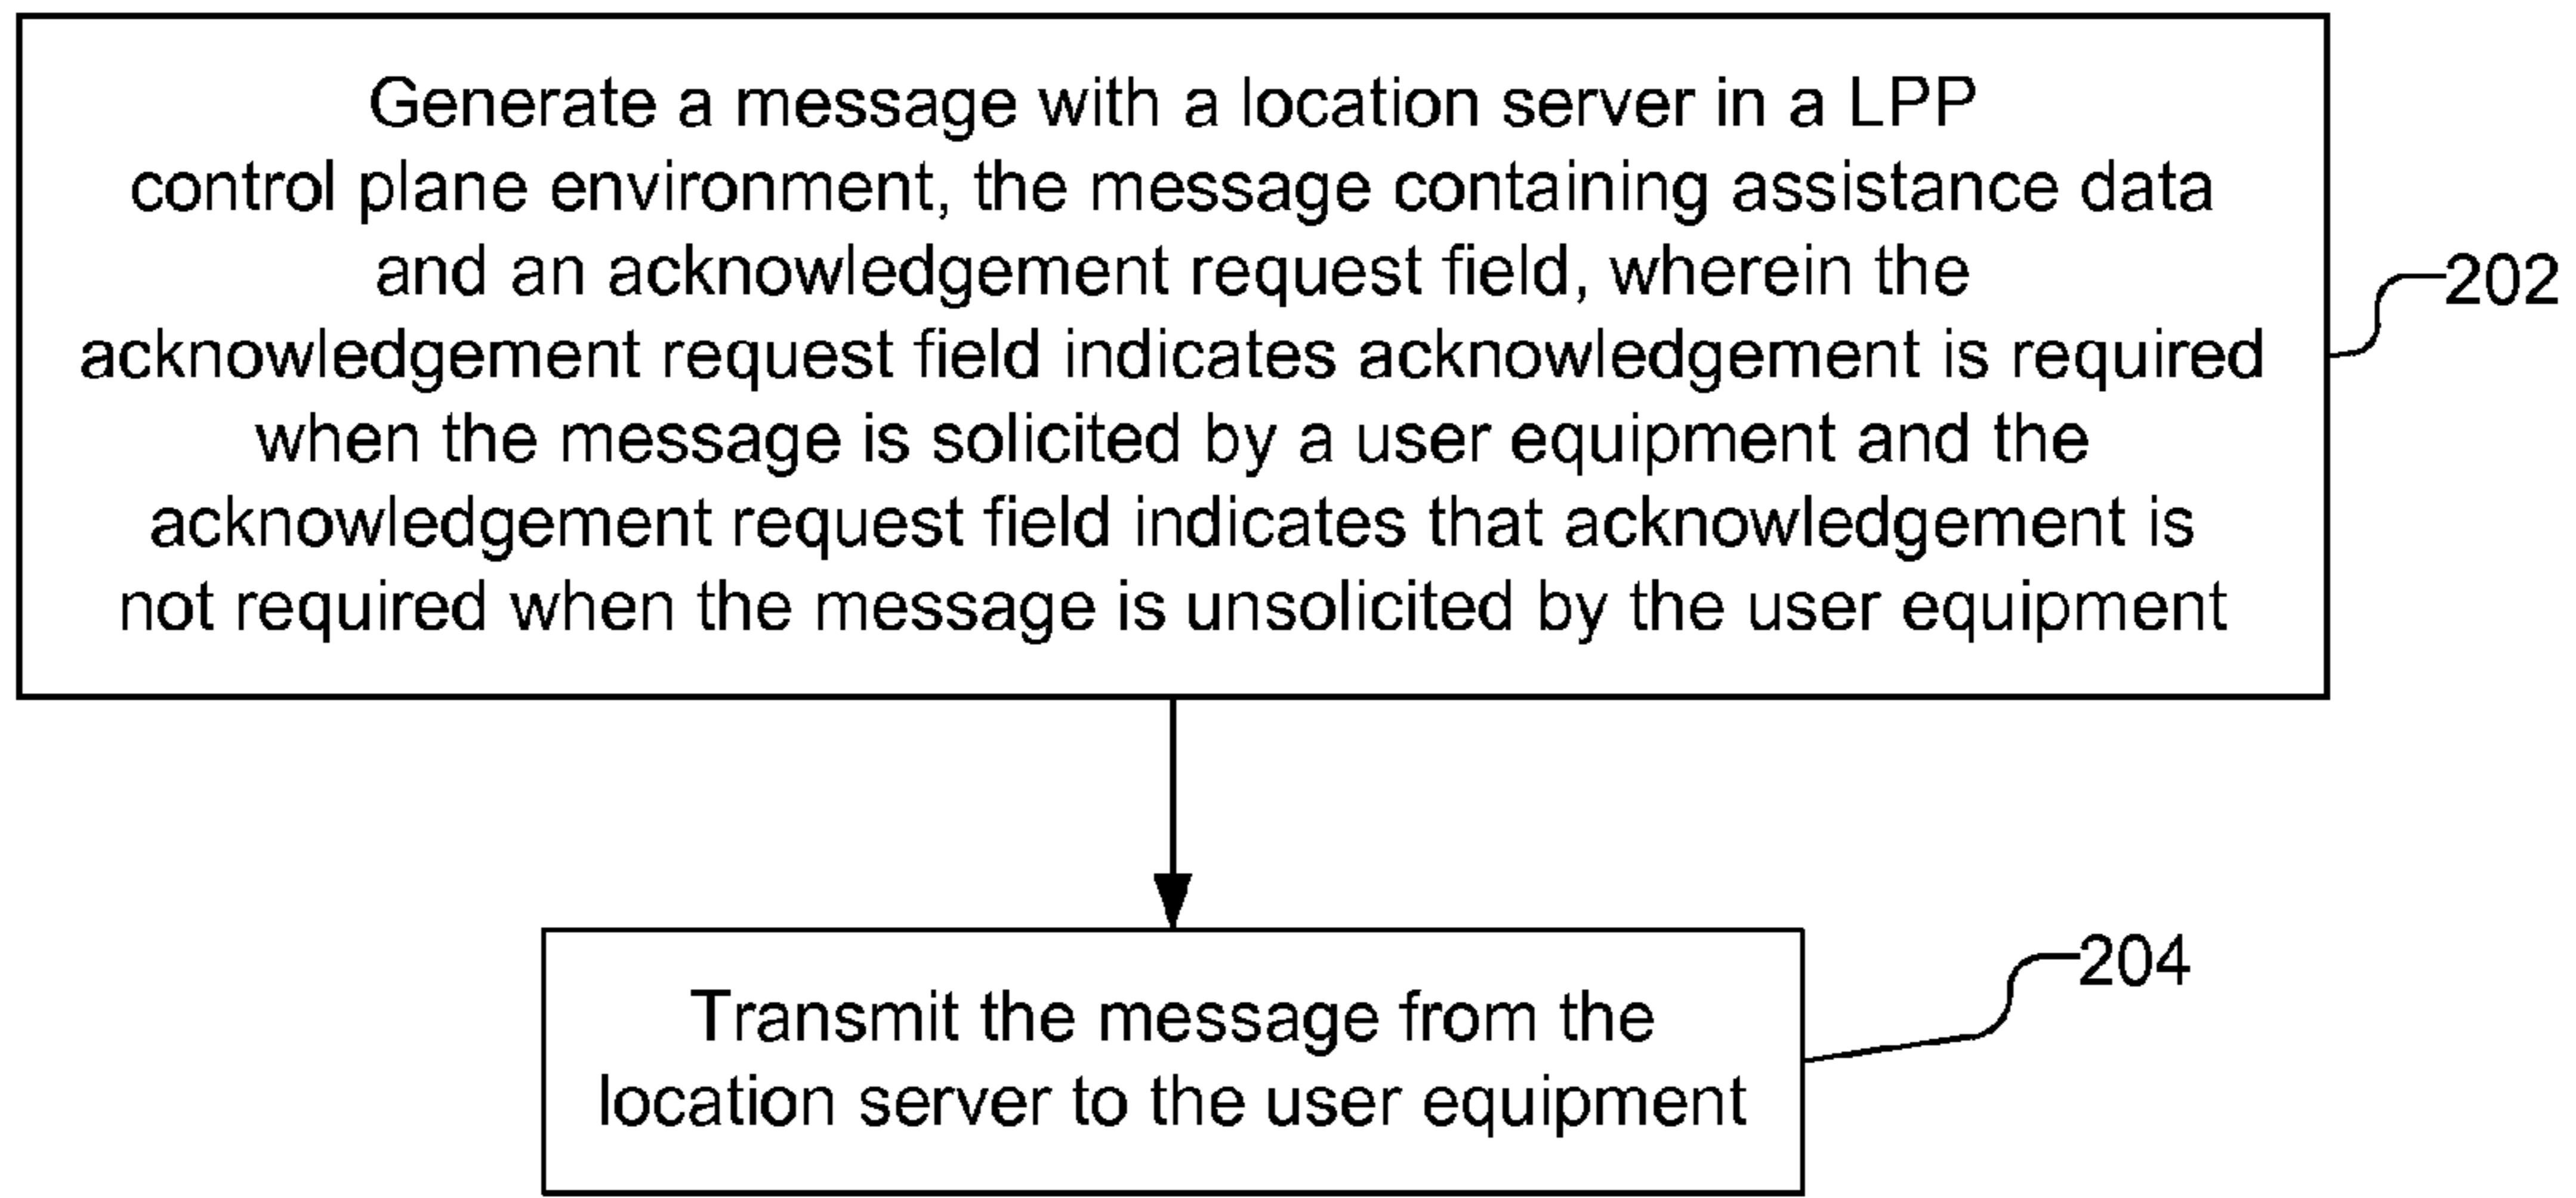 Generate a message with a location server in a LPP
control plane environment, the message containing assistance data
and an acknowledgement request field, wherein the
acknowledgement request field indicates acknowledgement is required
when the message is solicited by a user equipment and the
acknowledgement request field indicates that acknowledgement is
not required when the message is unsolicited by the user equipment
202
Transmit the message from the
location server to the user equipment
204